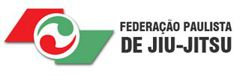 FEDERAÇÃO PAULISTA
DE JIU-JITSU